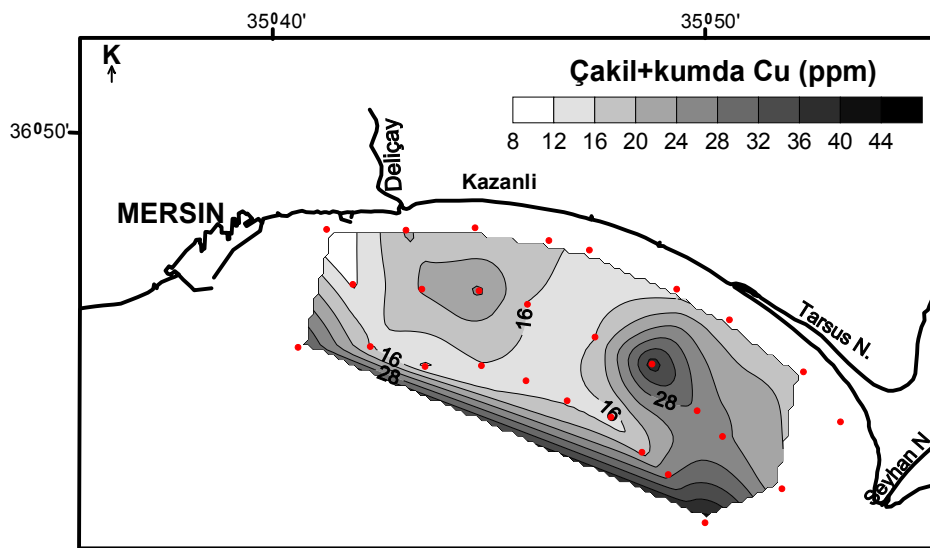 35⁰40' 35⁰50'
K
Çakil+kumda Cu (ppm)
8 12 16 20 24 28 32 36 40 44
36⁰50'
Deliçay
Kazanli
MERSIN
16
Tarsus N.
16
28
28
16
Seyhan N